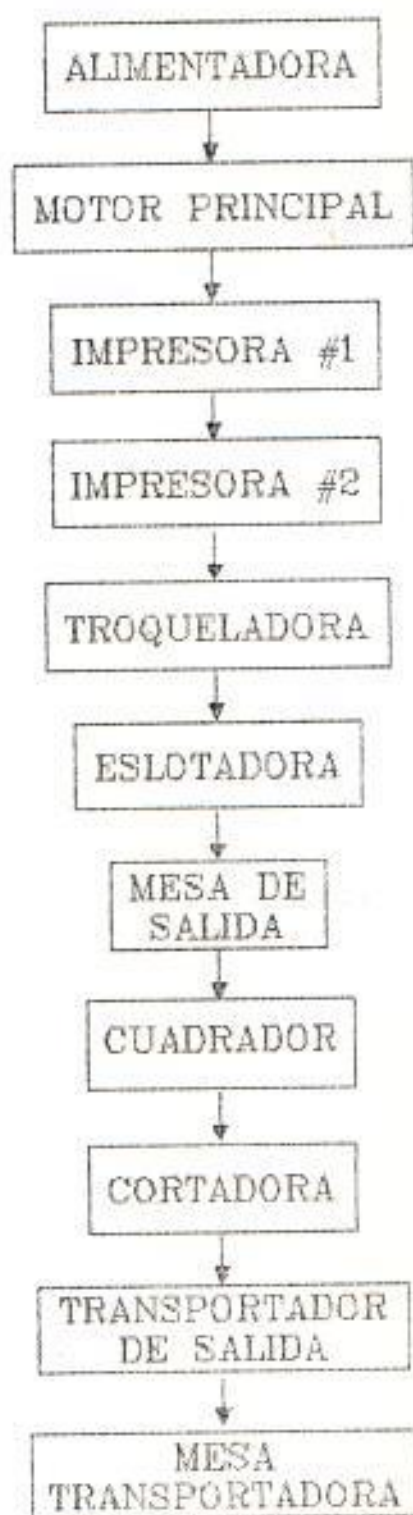 ALIMENTADORA
MOTOR PRINCIPAL
IMPRESORA #1
IMPRESORA #2
TROQUELADORA
ESLOTADORA
MESA DE
SALIDA
CUADRADOR
CORTADORA
TRANSPORTADOR
DE SALIDA
MESA
TRANSPORTADORA